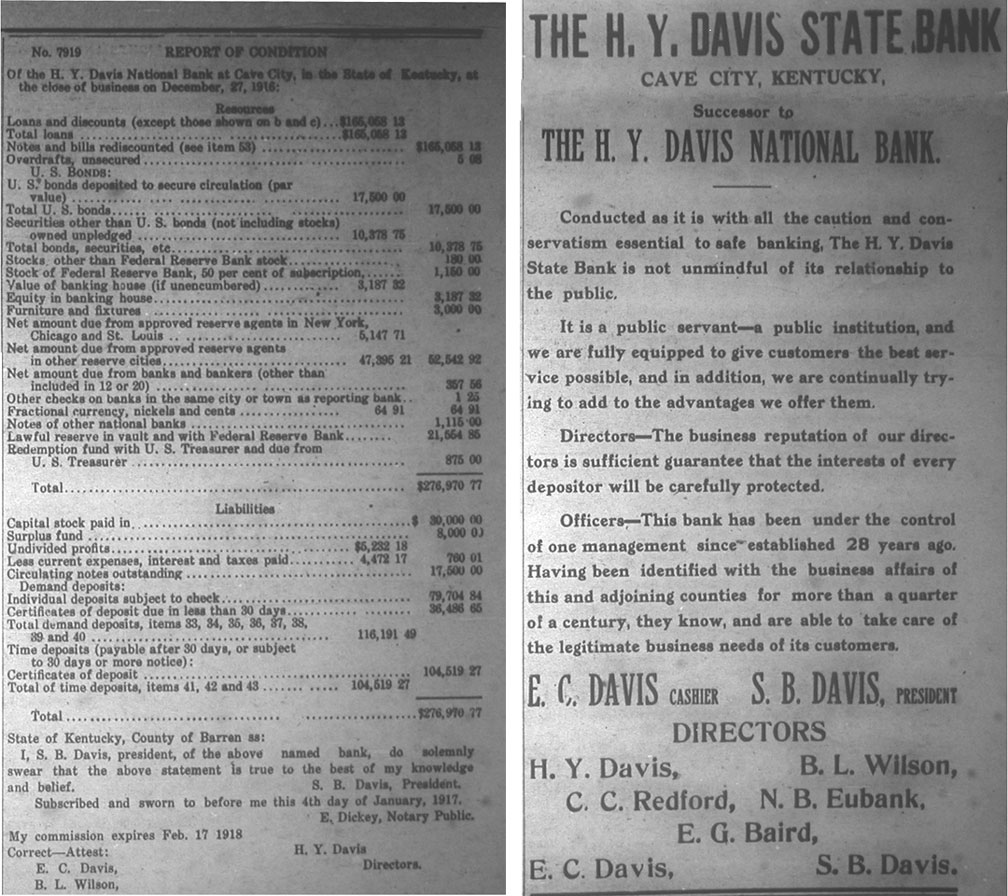 No. 7919 REPORT OF CONDITION
Of the H. Y. Davis National Bank at Cave City, in the State of Kentucky, at
the close of business on December, 27, 1916:
Resources
Loans and discounts (except those shown on b and c)...$165,058 13
Total loans ... $165,058 13
Notes and bills rediscounted (see item 53) ... $165,058 13
Overdrafts, unsecured ... 5 08
U. S. BONDS:
U. S. bonds deposited to secure circulation (par
value) ... 17,500 00
Total U. S. bonds ... 17,500 00
Securities other than U. S. bonds (not including stocks)
owned unpledged ... 10,378 75
Total bonds, securities, etc ... 10,378 75
Stocks, other than Federal Reserve Bank stock ... 180 00
Stock of Federal Reserve Bank, 50 per cent of subscription, ... 1,150 00
Value of banking house (if unencumbered) ... 3,187 32
Equity in banking house ... 3,187 32
Furniture and fixtures ... 3,000 00
Net amount due from approved reserve agents in New York,
Chicago and St. Louis ... 5,147 71
Net amount due from approved reserve agents
in other reserve cities ... 47,395 21 52,542 92
Net amount due from banks and bankers (other than
included in 12 or 20) ... 357 56
Other checks on banks in the same city or town as reporting bank.. 1 25
Fractional currency, nickels and cents ... 64 91 64 91
Notes of other national banks ... 1,115 00
Lawful reserve in vault and with Federal Reserve Bank ... 21,554 85
Redemption fund with U. S. Treasurer and due from
U. S. Treasurer ... 875 00
Total ... $276,970 77
Liabilities
Capital stock paid in ... $ 30,000 00
Surplus fund ... 8,000 00
Undivided profits ... $5,232 18
Less current expenses, interest and taxes paid ... 4,472 17 760 01
Circulating notes outstanding ... 17,500 00
Demand deposits:
Individual deposits subject to check ... 79,704 84
Certificates of deposit due in less than 30 days ... 36,486 65
Total demand deposits, items 33, 34, 35, 36, 37, 38,
39 and 40 ... 116,191 49
Time deposits (payable after 30 days, or subject
to 30 days or more notice):
Certificates of deposit ... 104,519 27
Total of time deposits, items 41, 42 and 43 ... 104,519 27
Total ... $276,970 77
State of Kentucky, County of Barren ss:
I, S. B. Davis, president, of the above named bank, do solemnly
swear that the above statement is true to the best of my knowledge
and belief. S. B. Davis, President.
Subscribed and sworn to before me this 4th day of January, 1917.
E, Dickey, Notary Public.
My commission expires Feb. 17 1918
Correct—Attest: H. Y. Davis
E. C. Davis, Directors.
B. L. Wilson,
THE H. Y. DAVIS STATE BANK
CAVE CITY, KENTUCKY,
Successor to
THE H. Y. DAVIS NATIONAL BANK.
Conducted as it is with all the caution and con-
servatism essential to safe banking, The H. Y. Davis
State Bank is not unmindful of its relationship to
the public.
It is a public servant—a public institution, and
we are fully equipped to give customers the best ser-
vice possible, and in addition, we are continually try-
ing to add to the advantages we offer them.
Directors—The business reputation of our direc-
tors is sufficient guarantee that the interests of every
depositor will be carefully protected.
Officers—This bank has been under the control
of one management since established 28 years ago.
Having been identified with the business affairs of
this and adjoining counties for more than a quarter
of a century, they know, and are able to take care of
the legitimate business needs of its customers.
E. C. DAVIS CASHIER S. B. DAVIS, PRESIDENT
DIRECTORS
H. Y. Davis, B. L. Wilson,
C. C. Redford, N. B. Eubank,
E. G. Baird,
E. C. Davis, S. B. Davis.